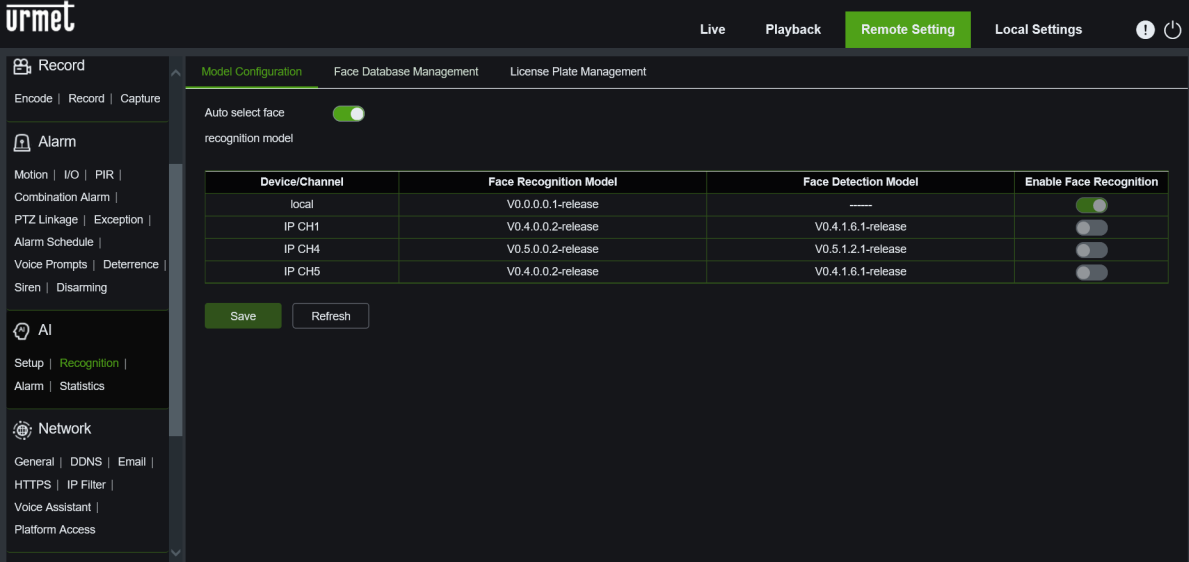 urmet
Live Playback Remote Setting Local Settings !
Record
Encode | Record | Capture
Alarm
Motion | I/O | PIR |
Combination Alarm |
PTZ Linkage | Exception |
Alarm Schedule |
Voice Prompts | Deterrence |
Siren | Disarming
AI
Setup | Recognition |
Alarm | Statistics
Network
General | DDNS | Email |
HTTPS | IP Filter |
Voice Assistant |
Platform Access
Model Configuration Face Database Management License Plate Management
Auto select face
recognition model
Device/Channel Face Recognition Model Face Detection Model Enable Face Recognition
local V0.0.0.0.1-release ------
IP CH1 V0.4.0.0.2-release V0.4.1.6.1-release
IP CH4 V0.5.0.0.2-release V0.5.1.2.1-release
IP CH5 V0.4.0.0.2-release V0.4.1.6.1-release
Save Refresh